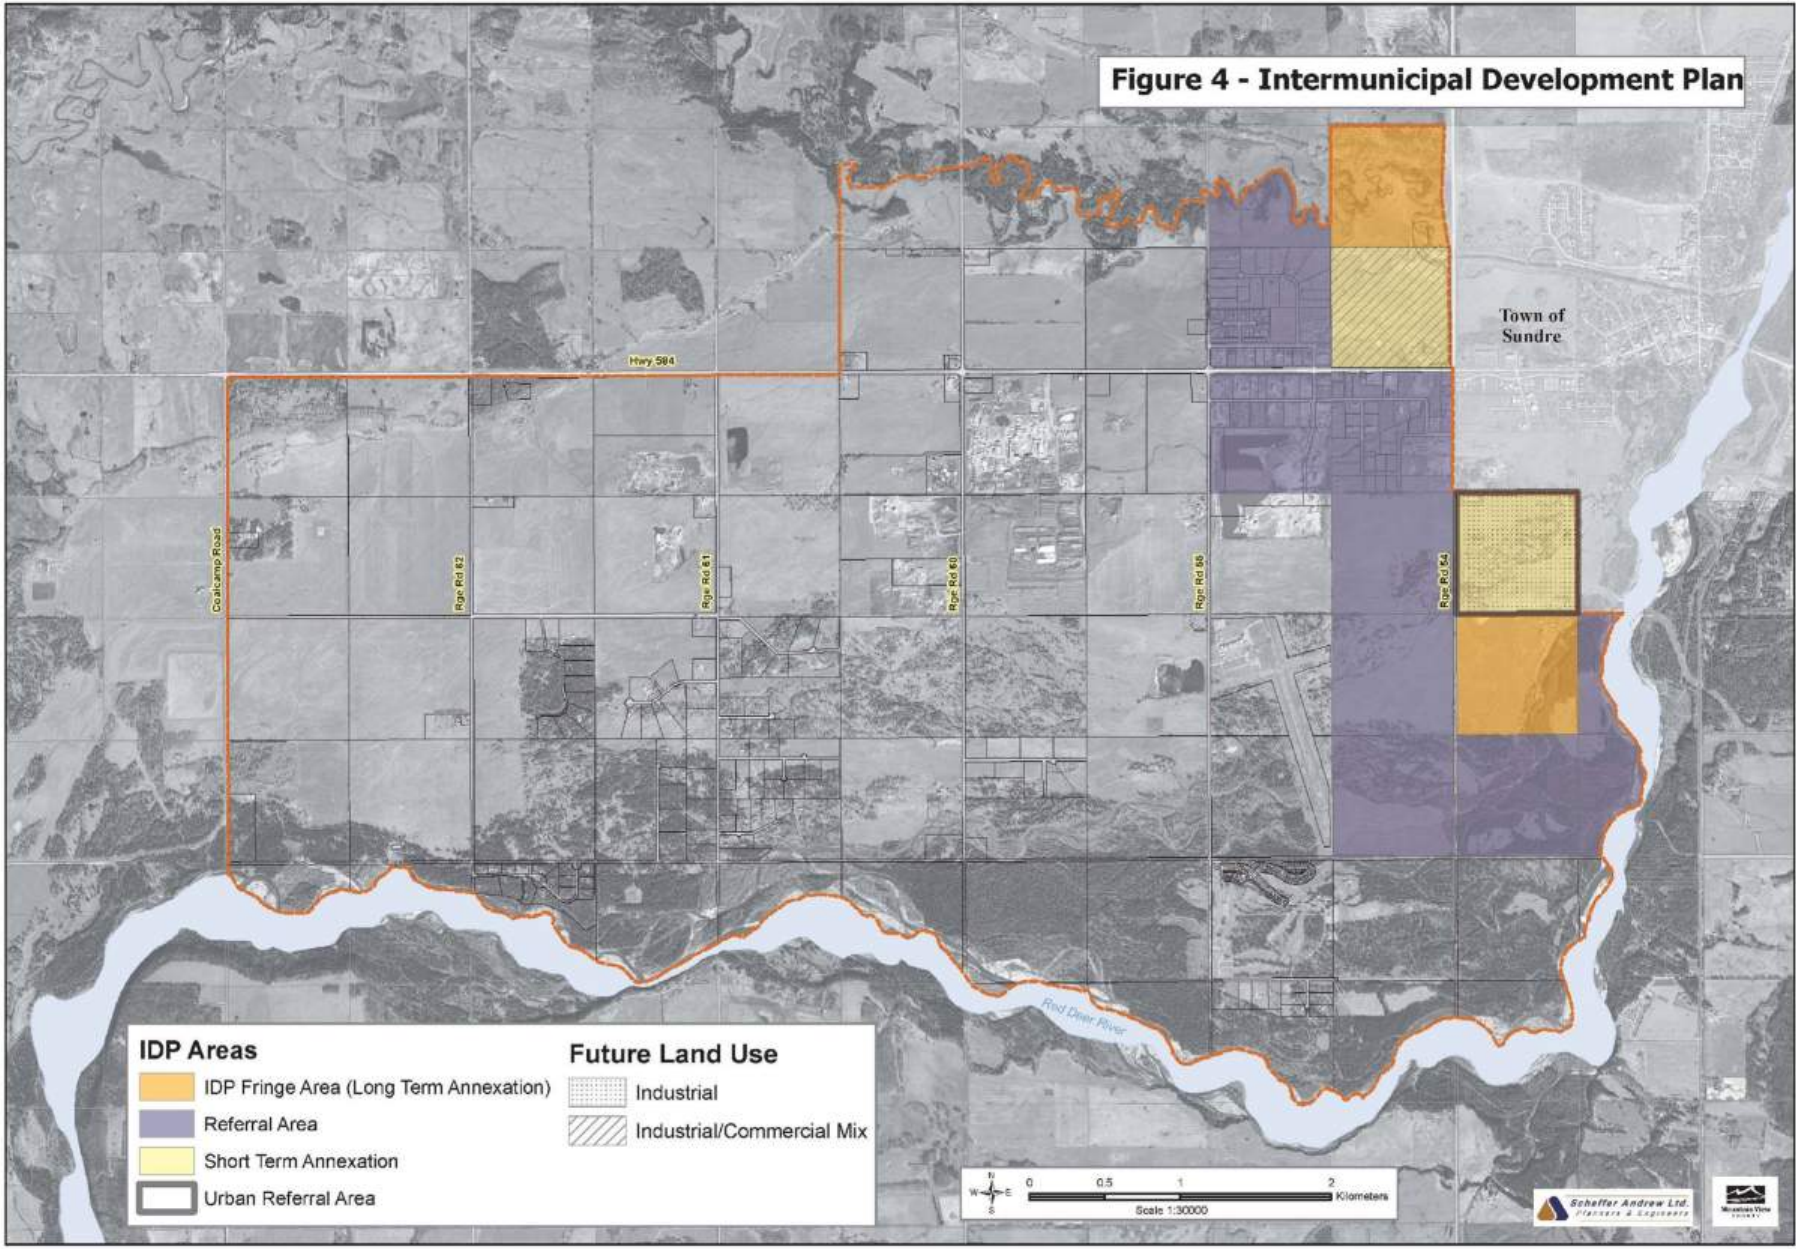 Figure 4 - Intermunicipal Development Plan
Town of
Sundre
Hwy 584
Coalcamp Road
Rge Rd 62
Rge Rd 61
Rge Rd 60
Rge Rd 54
Red Deer River
IDP Areas
IDP Fringe Area (Long Term Annexation)
Referral Area
Short Term Annexation
Urban Referral Area
Future Land Use
Industrial
Industrial/Commercial Mix
N
W
E
S
0
0.5
1
2
Kilometers
Scale 1:30000
Scheffer Andrew Ltd.
Planners & Engineers
Mountain View
COUNTY